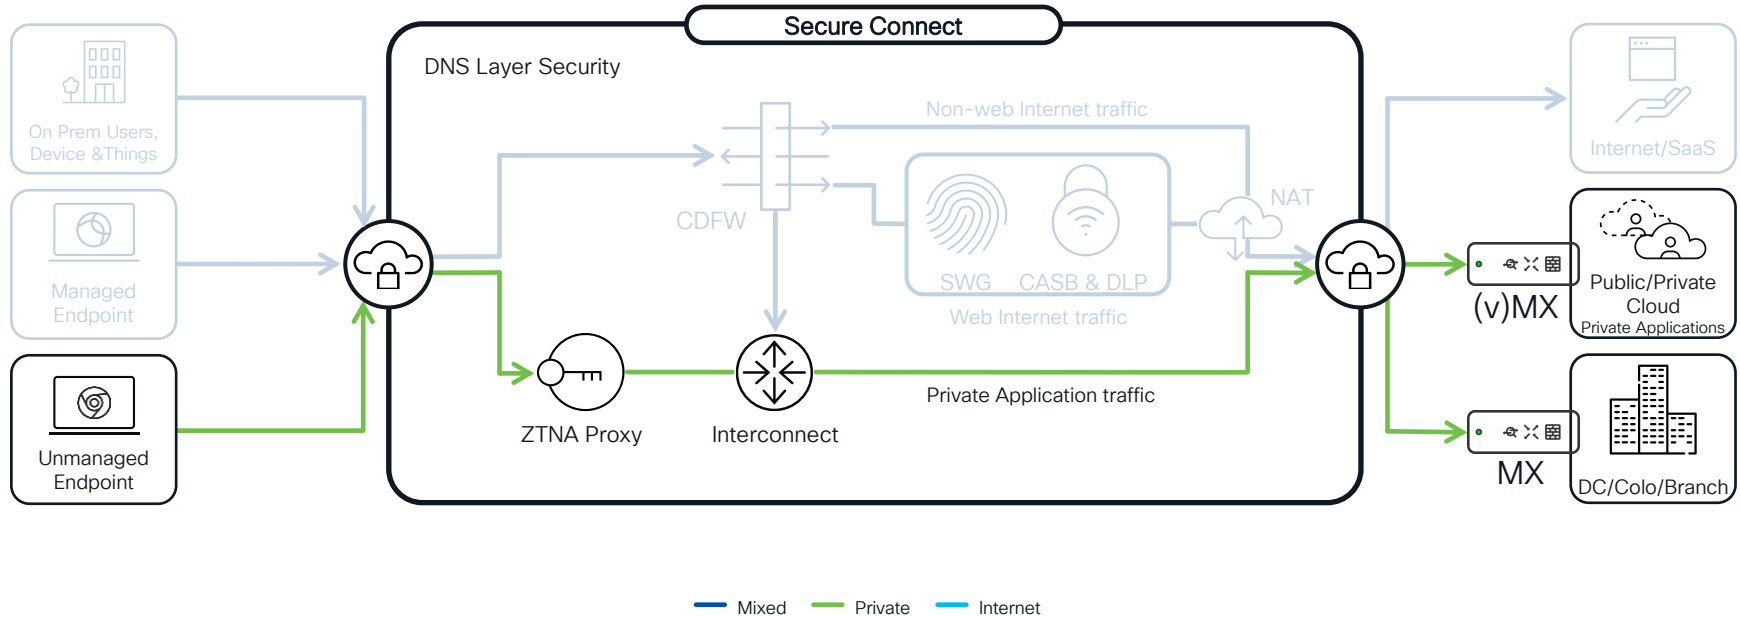 Secure Connect
DNS Layer Security
On Prem Users,
Device &Things
Managed
Endpoint
Unmanaged
Endpoint
Non-web Internet traffic
CDFW
SWG
CASB & DLP
Web Internet traffic
NAT
ZTNA Proxy
Interconnect
Private Application traffic
Internet/SaaS
(v)MX
Public/Private
Cloud
Private Applications
MX
DC/Colo/Branch
Mixed
Private
Internet